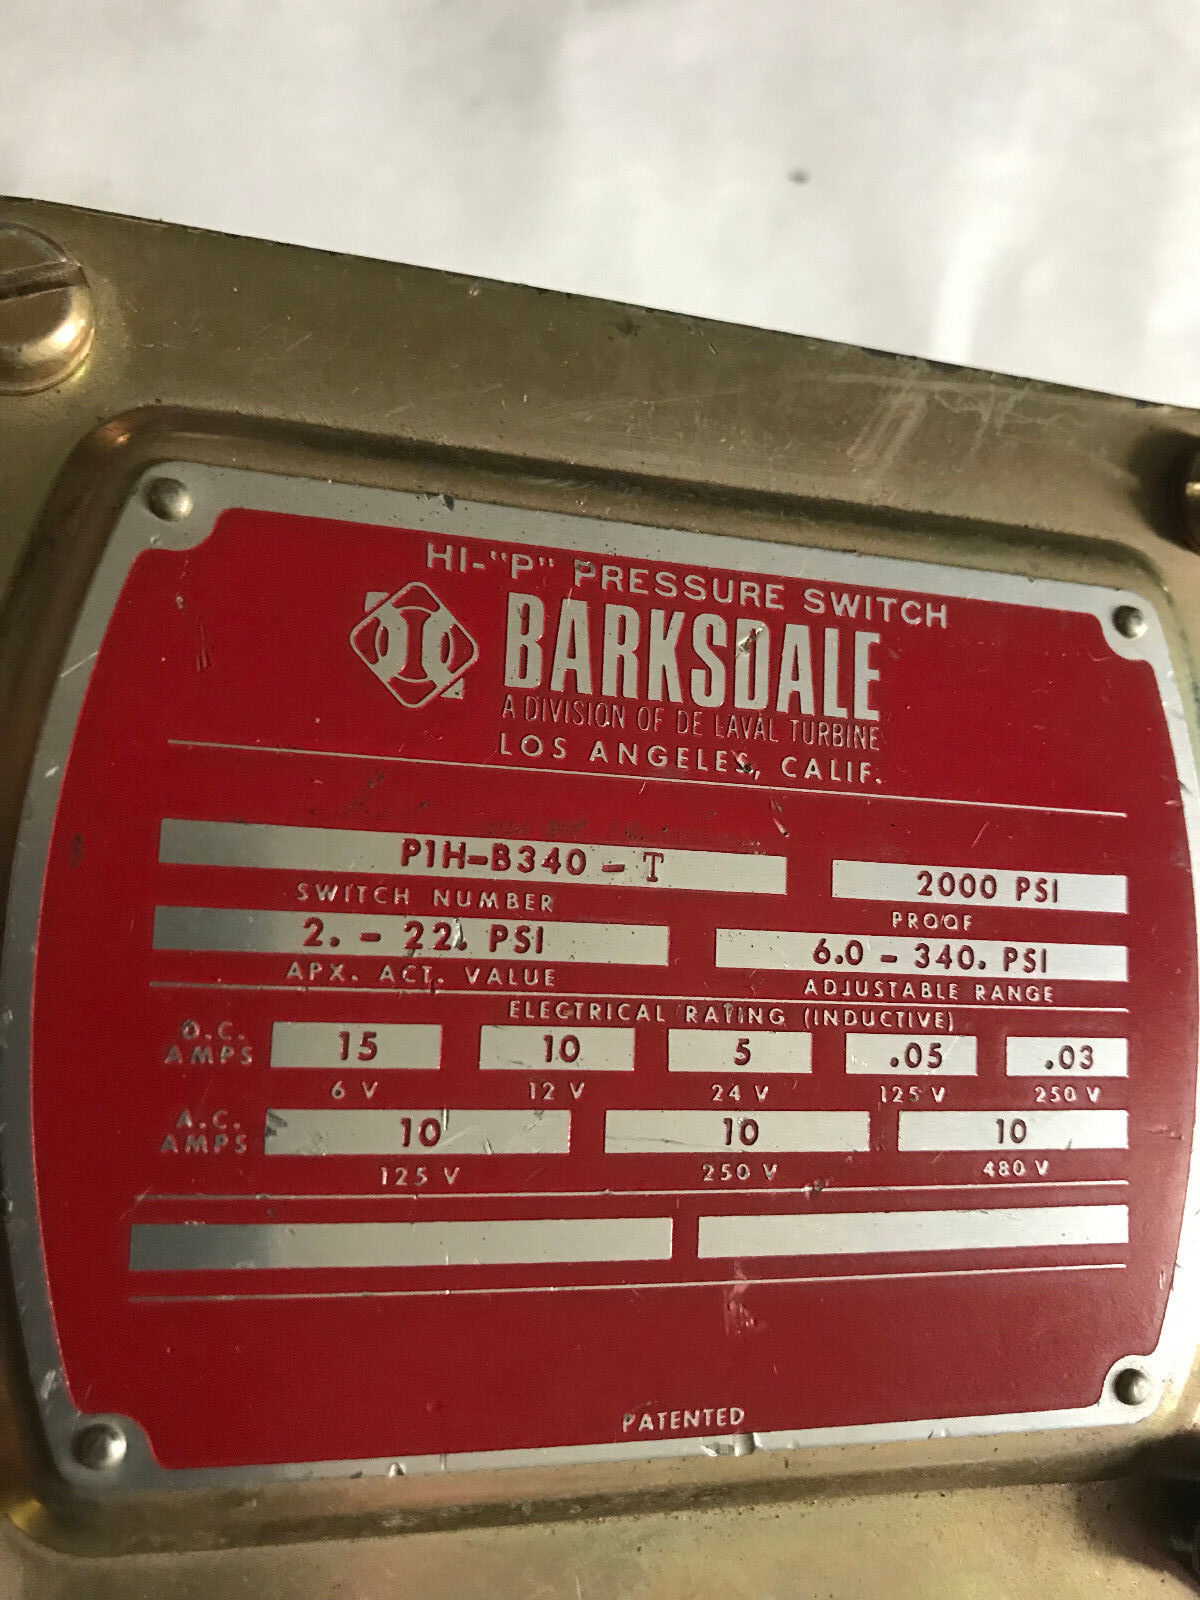 HI-"P" PRESSURE SWITCH
BARKSDALE
A DIVISION OF DE LAVAL TURBINE
LOS ANGELES, CALIF.
P1H-B340-T 2000 PSI
SWITCH NUMBER PROOF
2. - 22. PSI 6.0 - 340. PSI
APX. ACT. VALUE ADJUSTABLE RANGE
ELECTRICAL RATING (INDUCTIVE)
D.C. AMPS 15 10 5 .05 .03
6 V 12 V 24 V 125 V 250 V
A.C. AMPS 10 10 10
125 V 250 V 480 V
PATENTED